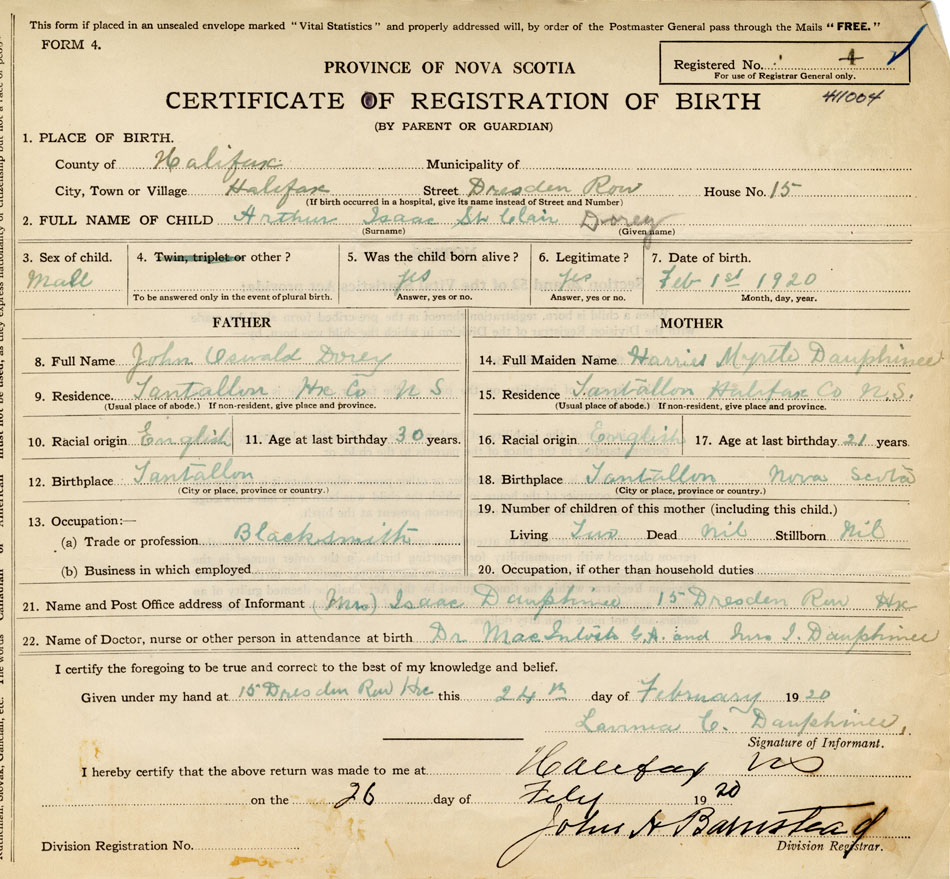 This form if placed in an unsealed envelope marked "Vital Statistics" and properly addressed will, by order of the Postmaster General pass through the Mails "FREE."
FORM 4.
Registered No. 4
For use of Registrar General only.
411004
PROVINCE OF NOVA SCOTIA
CERTIFICATE OF REGISTRATION OF BIRTH
(BY PARENT OR GUARDIAN)
1. PLACE OF BIRTH.
County of Halifax Municipality of
City, Town or Village Halifax Street Dresden Row House No. 15
(If birth occurred in a hospital, give its name instead of Street and Number)
2. FULL NAME OF CHILD Arthur Isaac St Clair Dorey
(Surname) (Given name)
3. Sex of child. 4. Twin, triplet or other? 5. Was the child born alive? 6. Legitimate? 7. Date of birth.
Male yes yes Feb 1st 1920
To be answered only in the event of plural birth. Answer, yes or no. Answer, yes or no. Month, day, year.
FATHER MOTHER
8. Full Name John Oswald Dorey 14. Full Maiden Name Myrtle Dauphinee
9. Residence. Tantallon Hx Co N S 15. Residence Tantallon Halifax Co N.S.
(Usual place of abode.) If non-resident, give place and province. (Usual place of abode.) If non-resident, give place and province.
10. Racial origin English 11. Age at last birthday 30 years. 16. Racial origin English 17. Age at last birthday 21 years.
12. Birthplace Tantallon 18. Birthplace Tantallon Nova Scotia
(City or place, province or country.) (City or place, province or country.)
13. Occupation:— 19. Number of children of this mother (including this child.)
(a) Trade or profession Blacksmith Living Two Dead Nil Stillborn Nil
(b) Business in which employed 20. Occupation, if other than household duties
21. Name and Post Office address of Informant (Mrs) Isaac Dauphinee 15 Dresden Row Hx
22. Name of Doctor, nurse or other person in attendance at birth Dr. MacIntosh and Mrs I. Dauphinee
I certify the foregoing to be true and correct to the best of my knowledge and belief.
Given under my hand at 15 Dresden Row Hx this 24th day of February 1920
Lavinia C. Dauphinee,
Signature of Informant.
I hereby certify that the above return was made to me at Halifax NS
on the 26 day of Feby 1920
John A Barnstead
Division Registration No. Division Registrar.